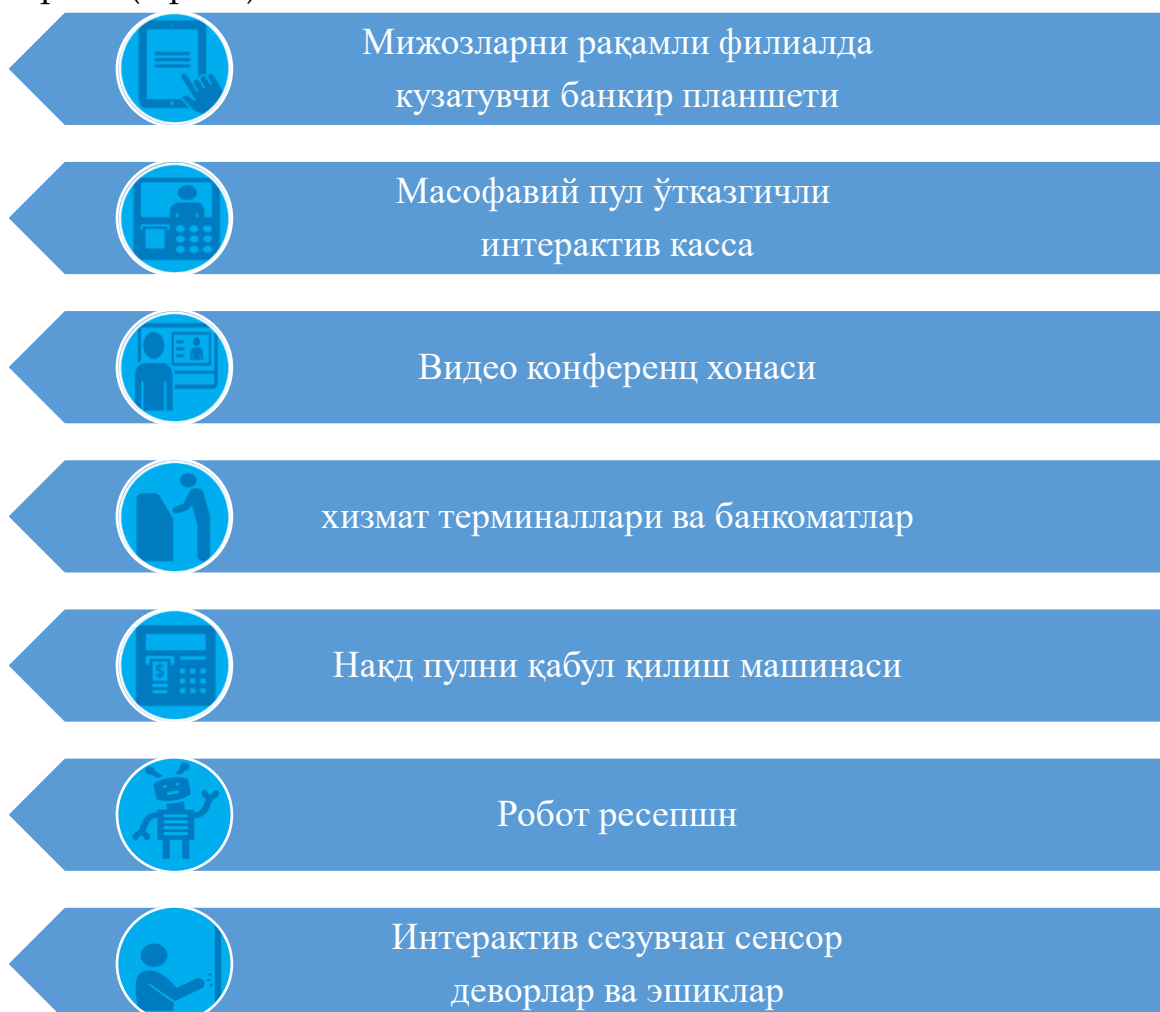 Мижозларни рақамли филиалда
кузатувчи банкир планшети
Масофавий пул ўтказгичли
интерактив касса
Видео конференц хонаси
хизмат терминаллари ва банкоматлар
Нақд пулни қабул қилиш машинаси
$
Робот ресепшн
Интерактив сезувчан сенсор
деворлар ва эшиклар